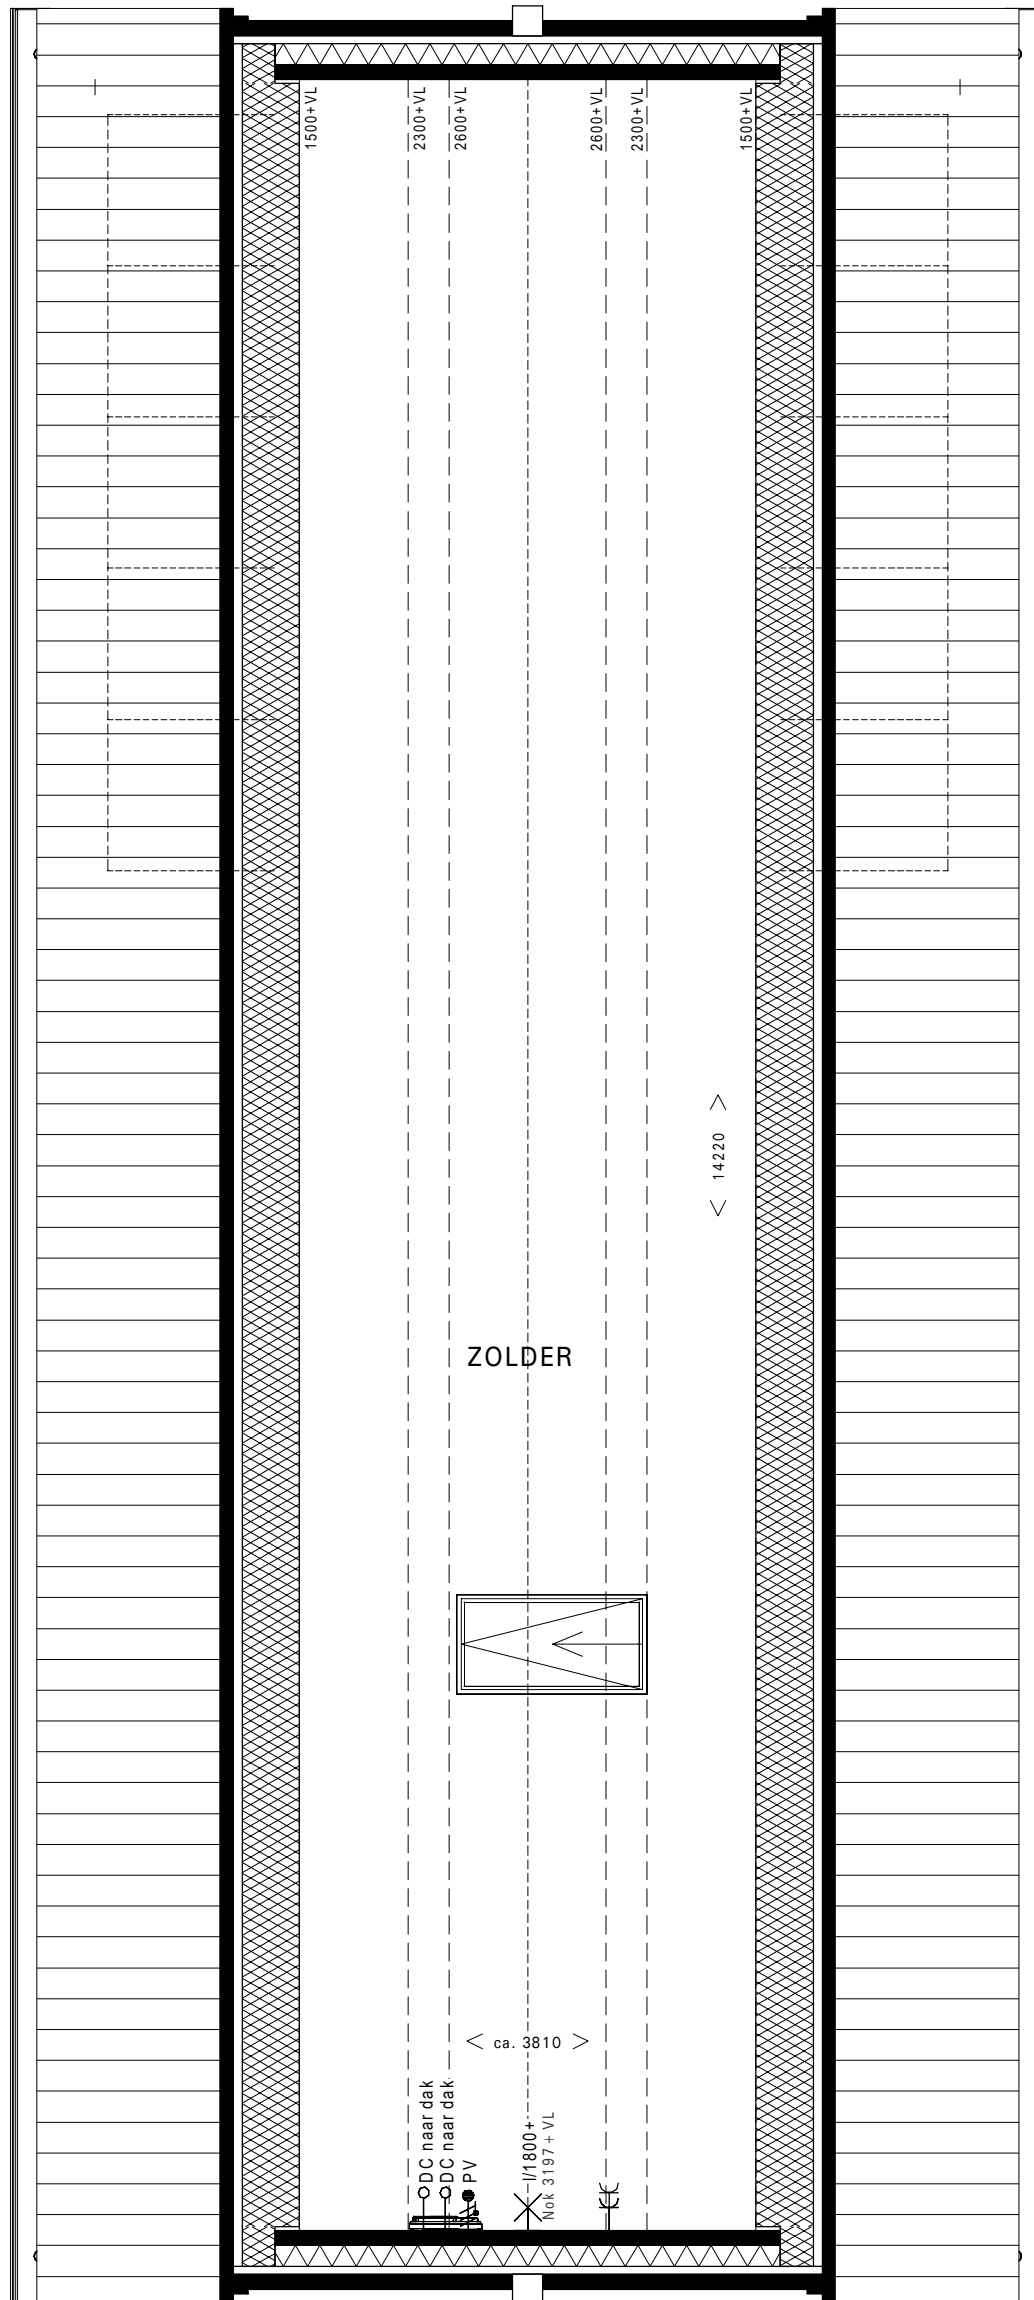 1500+VL
2300+VL
2600+VL
2600+VL
2300+VL
1500+VL
< 14220 >
ZOLDER
< ca. 3810 >
DC naar dak
DC naar dak
PV
I/1800+
Nok 3197 + VL